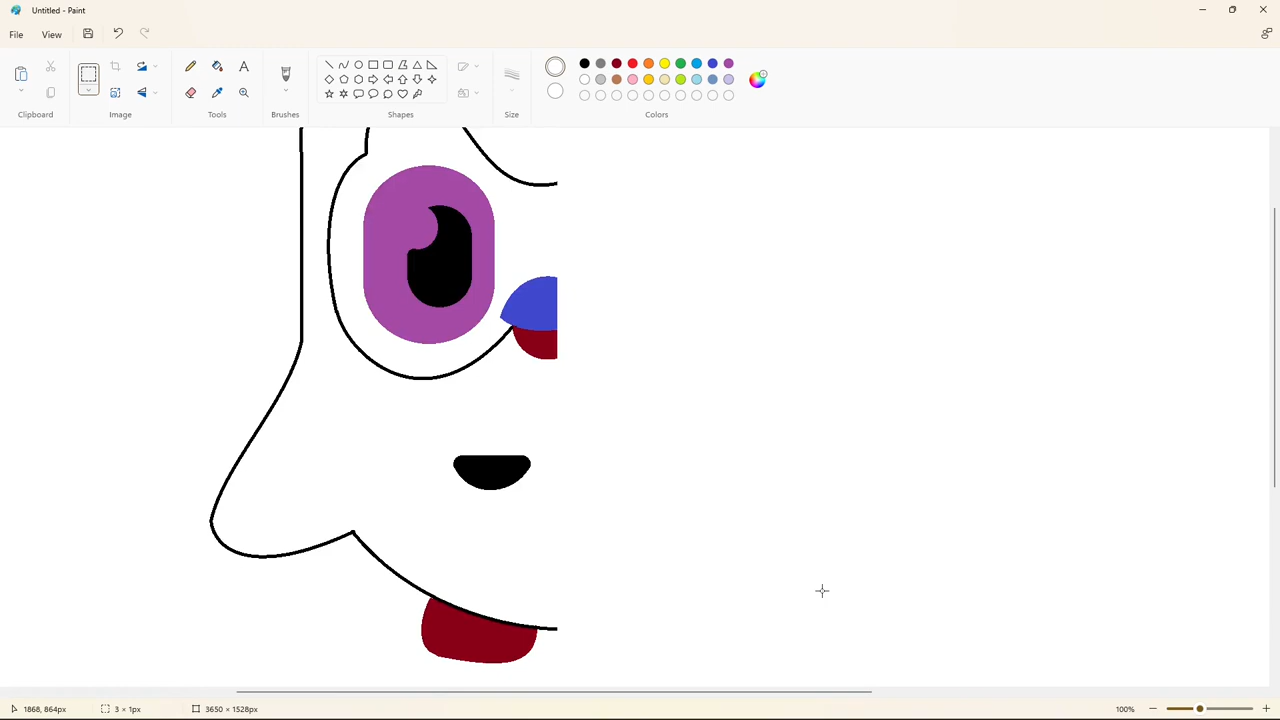 Untitled - Paint
File View
Clipboard Image Tools Brushes Shapes Size Colors
A
1868, 864px 3 × 1px 3650 × 1528px 100%